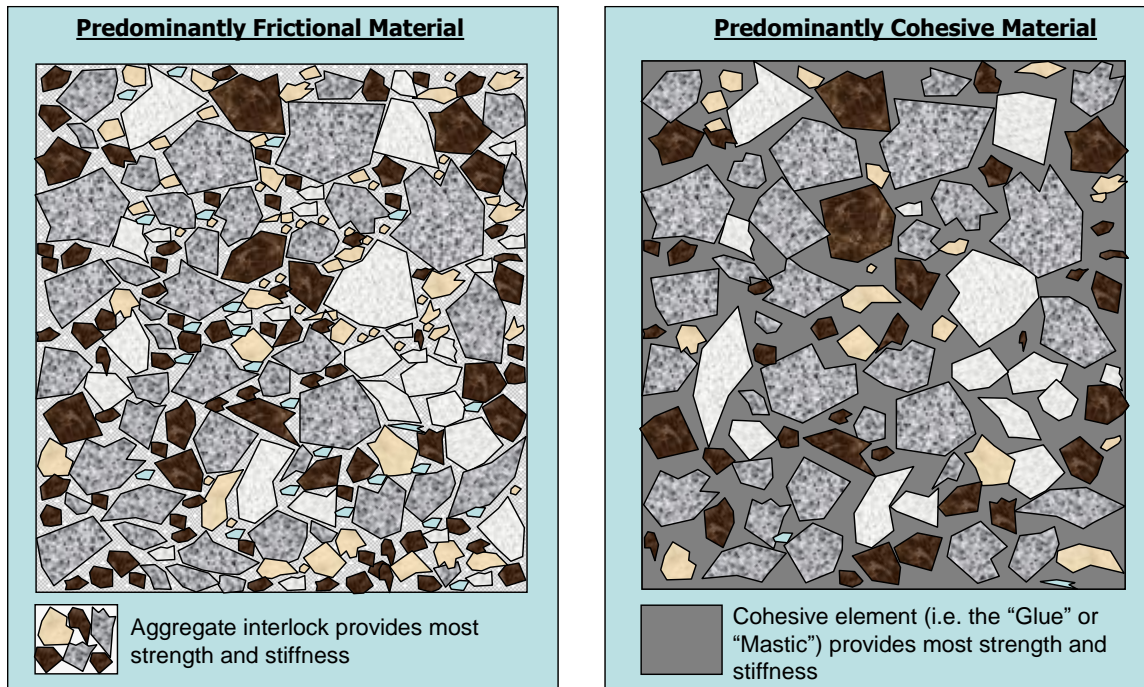 Predominantly Frictional Material
Aggregate interlock provides most
strength and stiffness
Predominantly Cohesive Material
Cohesive element (i.e. the “Glue” or
“Mastic”) provides most strength and
stiffness